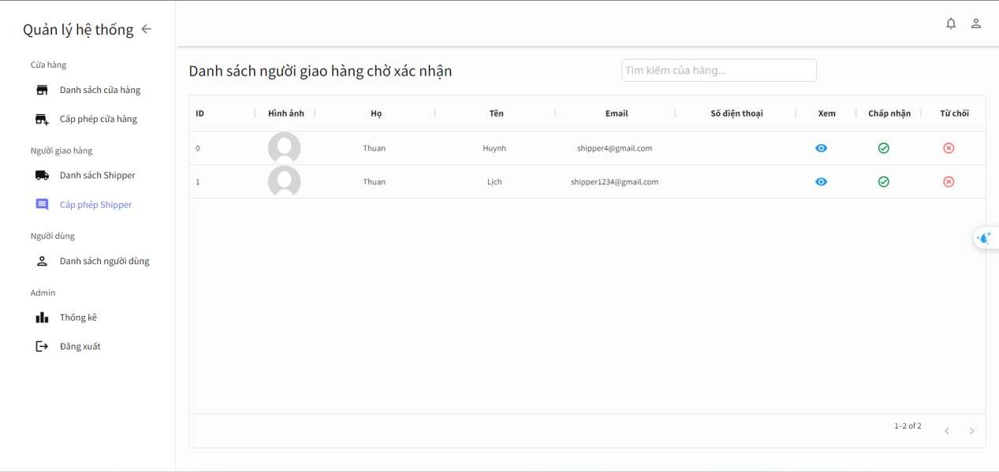 Quản lý hệ thống
Cửa hàng
Danh sách cửa hàng
Cấp phép cửa hàng
Người giao hàng
Danh sách Shipper
Cấp phép Shipper
Người dùng
Danh sách người dùng
Admin
Thống kê
Đăng xuất
Danh sách người giao hàng chờ xác nhận
Tìm kiếm của hàng...
ID Hình ảnh Họ Tên Email Số điện thoại Xem Chấp nhận Từ chối
0 Thuan Huynh shipper4@gmail.com
1 Thuan Lịch shipper1234@gmail.com
1–2 of 2